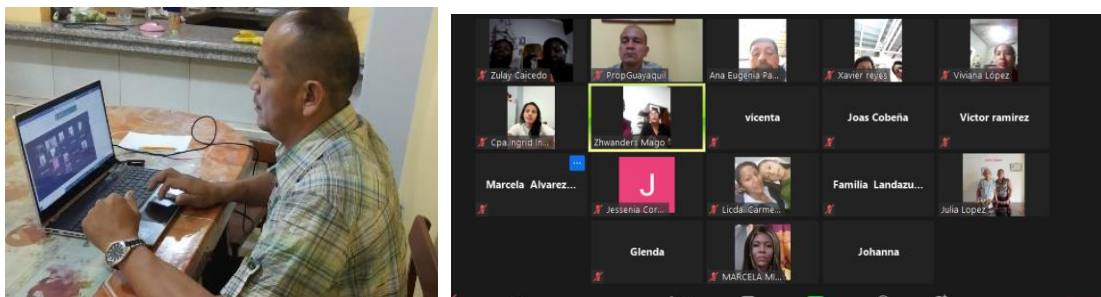 Zulay Caicedo
PropGuayaquil
Ana Eugenia Pa...
Xavier reyes
Viviana López
Cpa.Ingrid In...
Zhwanders Mago
vicenta
Joas Cobeña
Victor ramirez
Marcela Alvarez...
J
Jessenia Cor...
Licda. Carme...
Familia Landazu...
Julia Lopez
Glenda
MARCELA MI...
Johanna